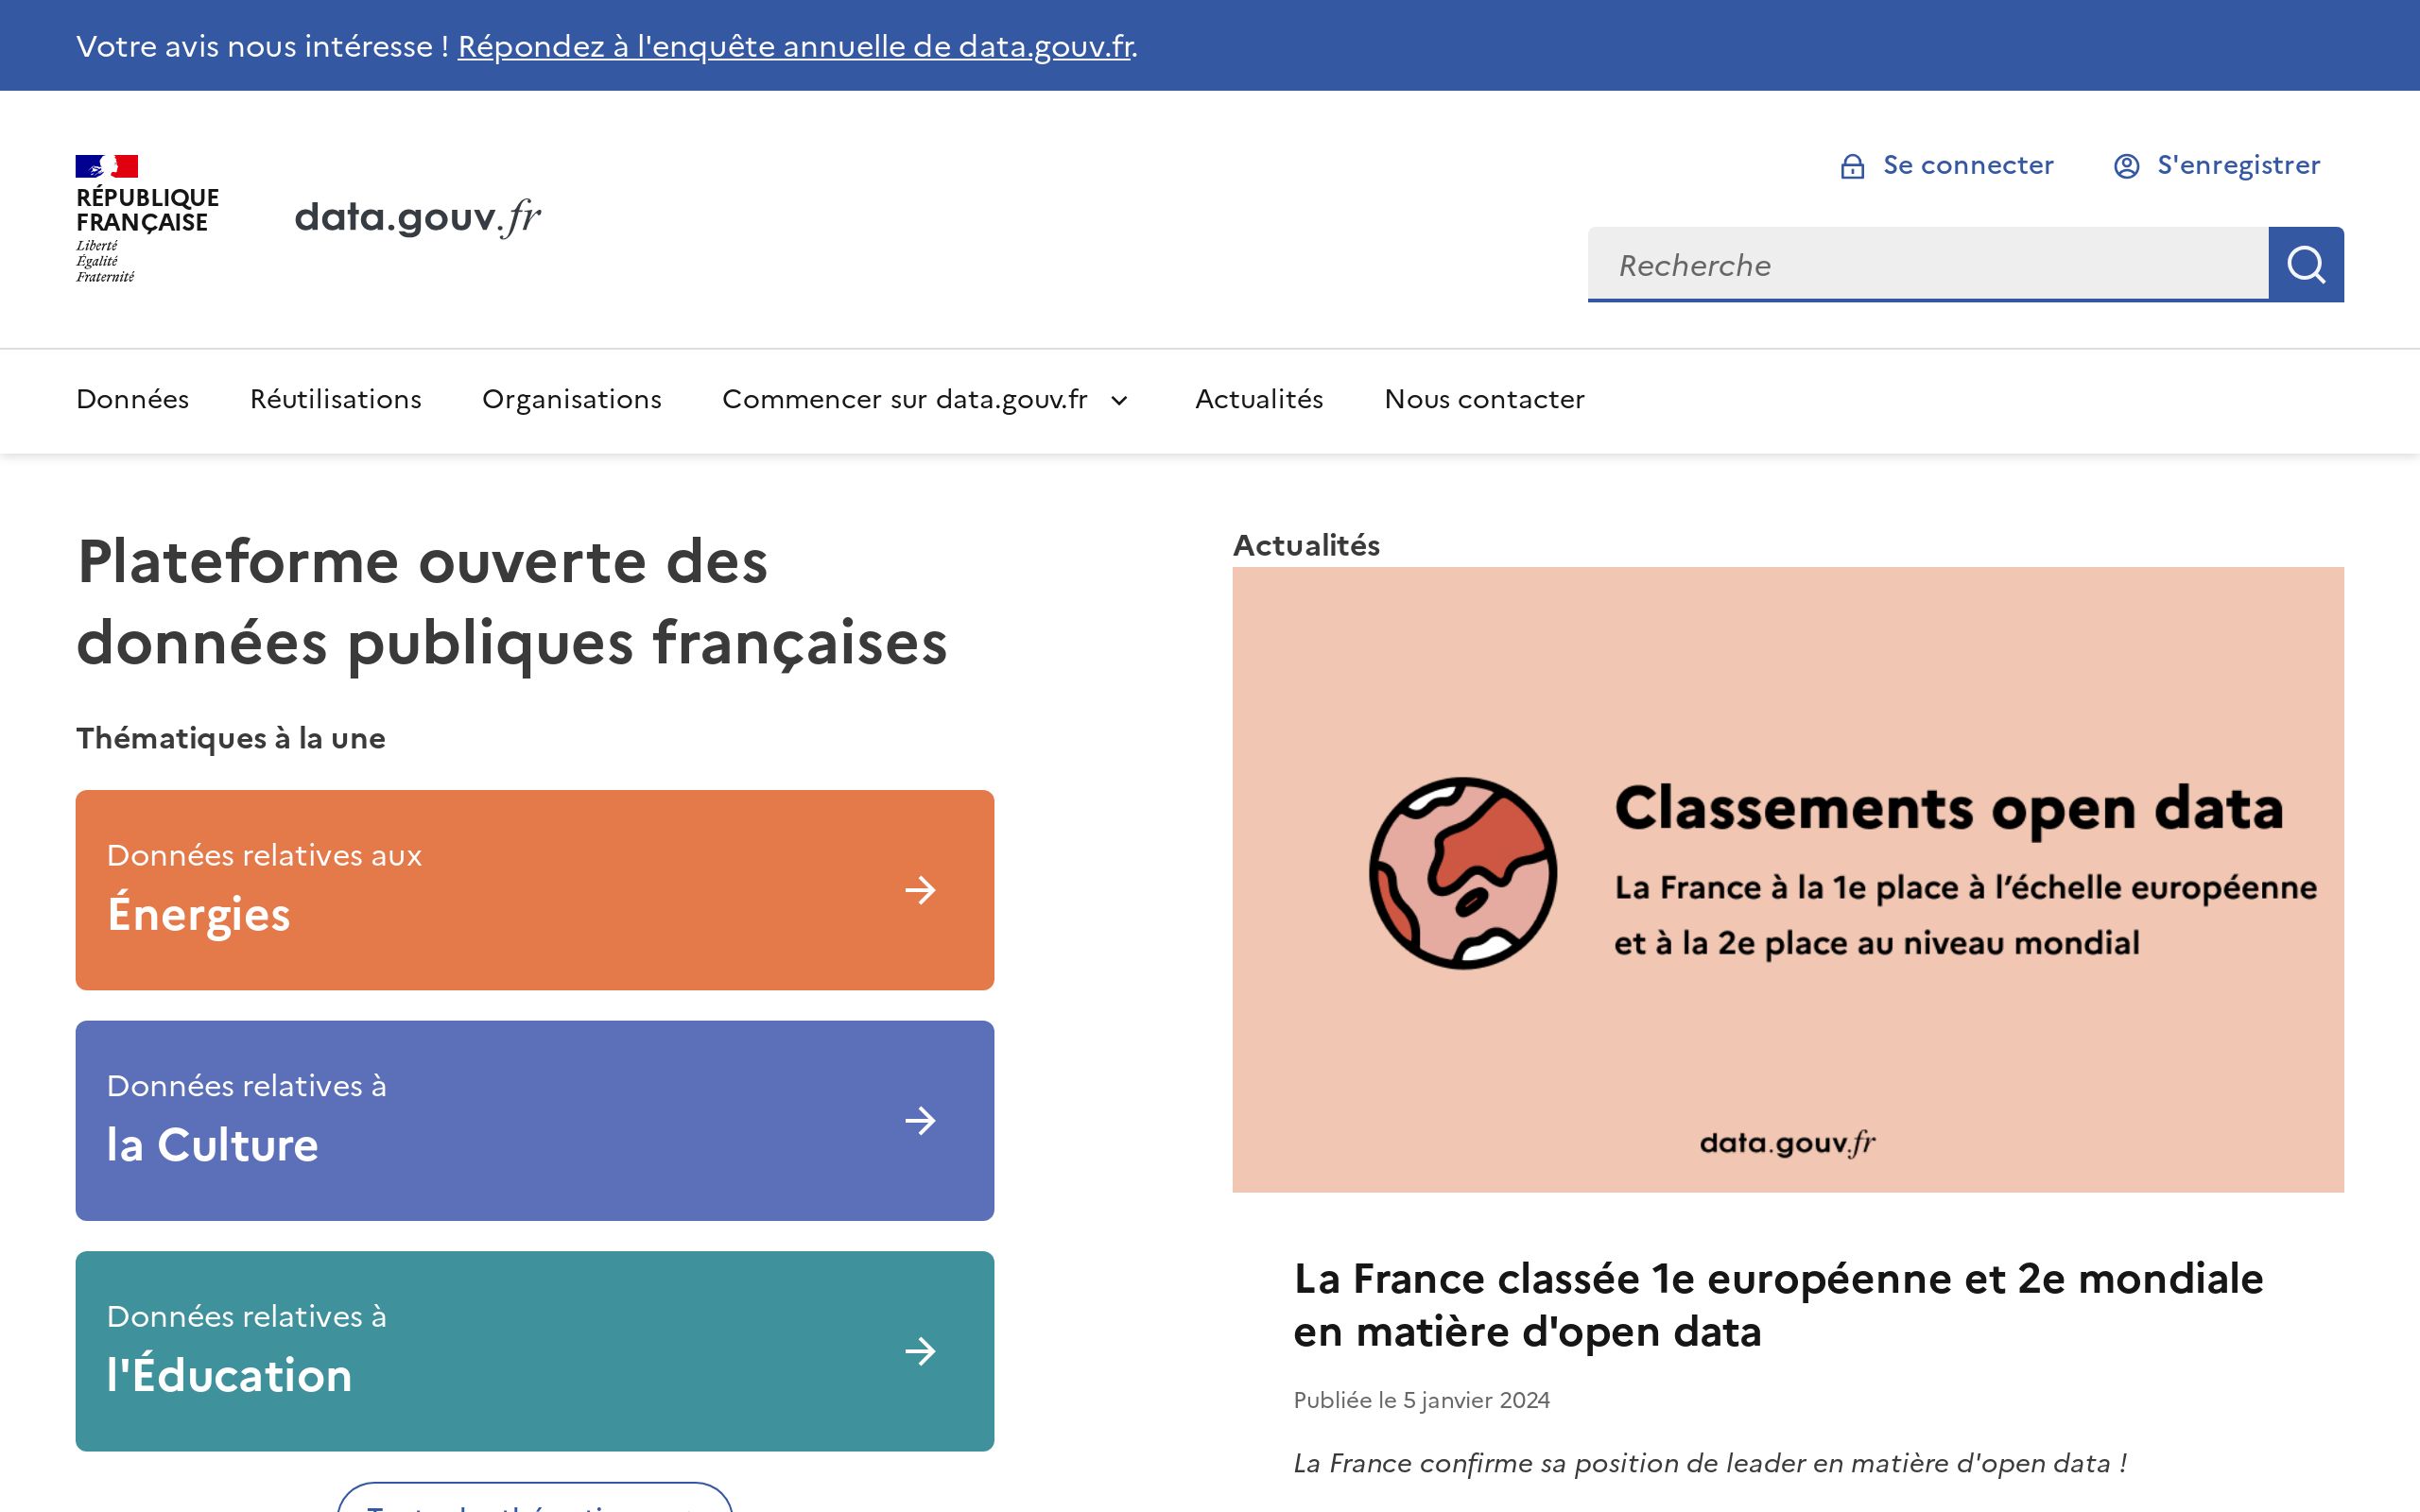 Votre avis nous intéresse ! Répondez à l'enquête annuelle de data.gouv.fr.
RÉPUBLIQUE
FRANÇAISE
Liberté
Égalité
Fraternité
data.gouv.fr
Se connecter
S'enregistrer
Recherche
Données
Réutilisations
Organisations
Commencer sur data.gouv.fr
Actualités
Nous contacter
Plateforme ouverte des
données publiques françaises
Thématiques à la une
Données relatives aux
Énergies
Données relatives à
la Culture
Données relatives à
l'Éducation
Actualités
Classements open data
La France à la 1e place à l’échelle européenne
et à la 2e place au niveau mondial
data.gouv.fr
La France classée 1e européenne et 2e mondiale
en matière d'open data
Publiée le 5 janvier 2024
La France confirme sa position de leader en matière d'open data !